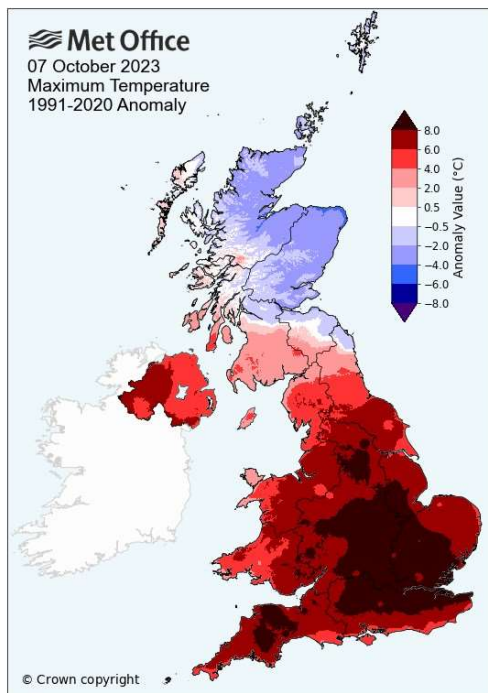 Met Office
07 October 2023
Maximum Temperature
1991-2020 Anomaly
8.0
6.0
4.0
2.0
0.5
−0.5
−2.0
−4.0
−6.0
−8.0
Anomaly Value (°C)
© Crown copyright